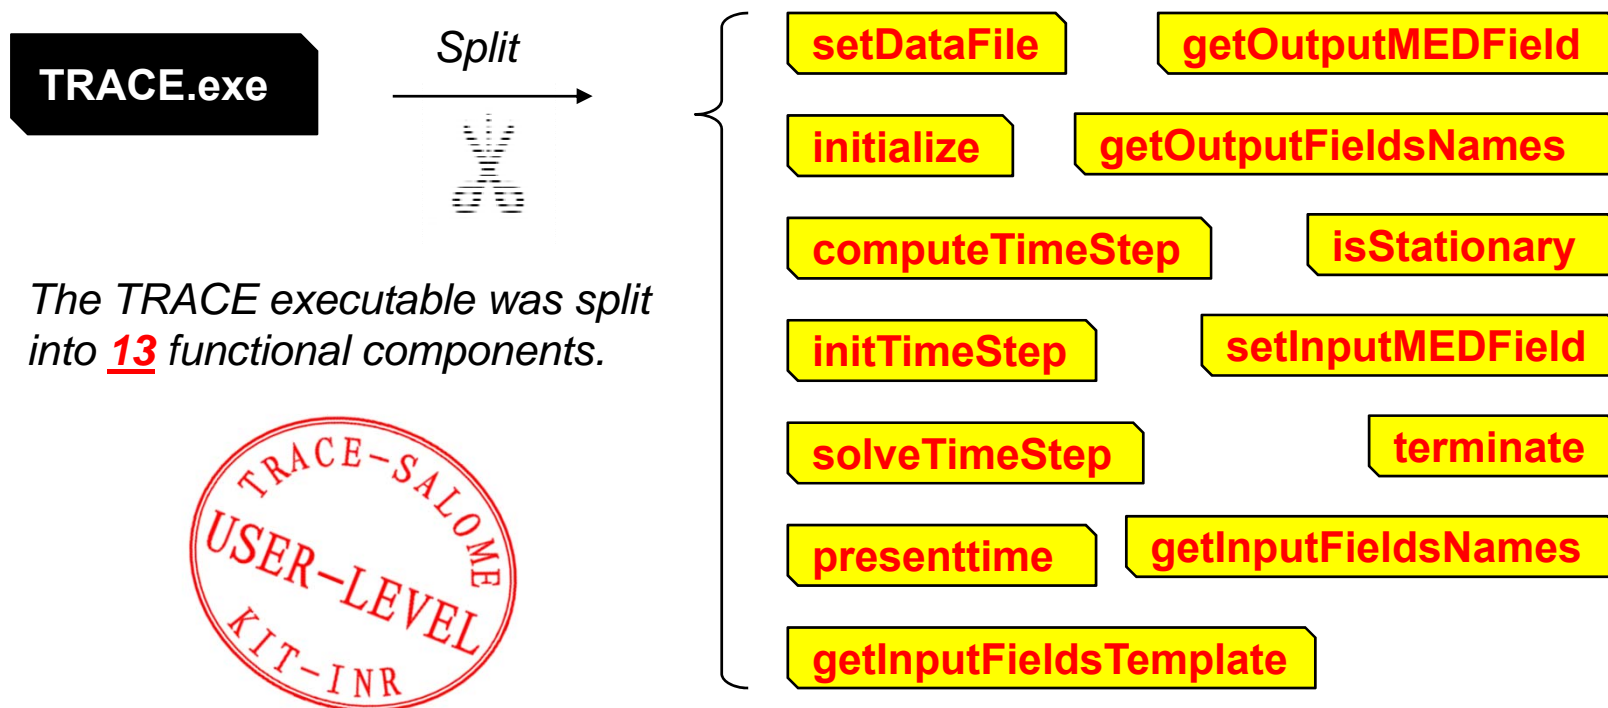 TRACE.exe
Split
The TRACE executable was split
into 13 functional components.
TRACE-SALOME
USER-LEVEL
KIT-INR
setDataFile
getOutputMEDField
initialize
getOutputFieldsNames
computeTimeStep
isStationary
initTimeStep
setInputMEDField
solveTimeStep
terminate
presenttime
getInputFieldsNames
getInputFieldsTemplate